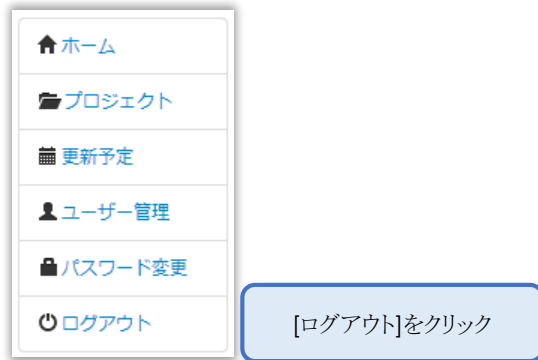 ホーム
プロジェクト
更新予定
ユーザー管理
パスワード変更
ログアウト
[ログアウト]をクリック